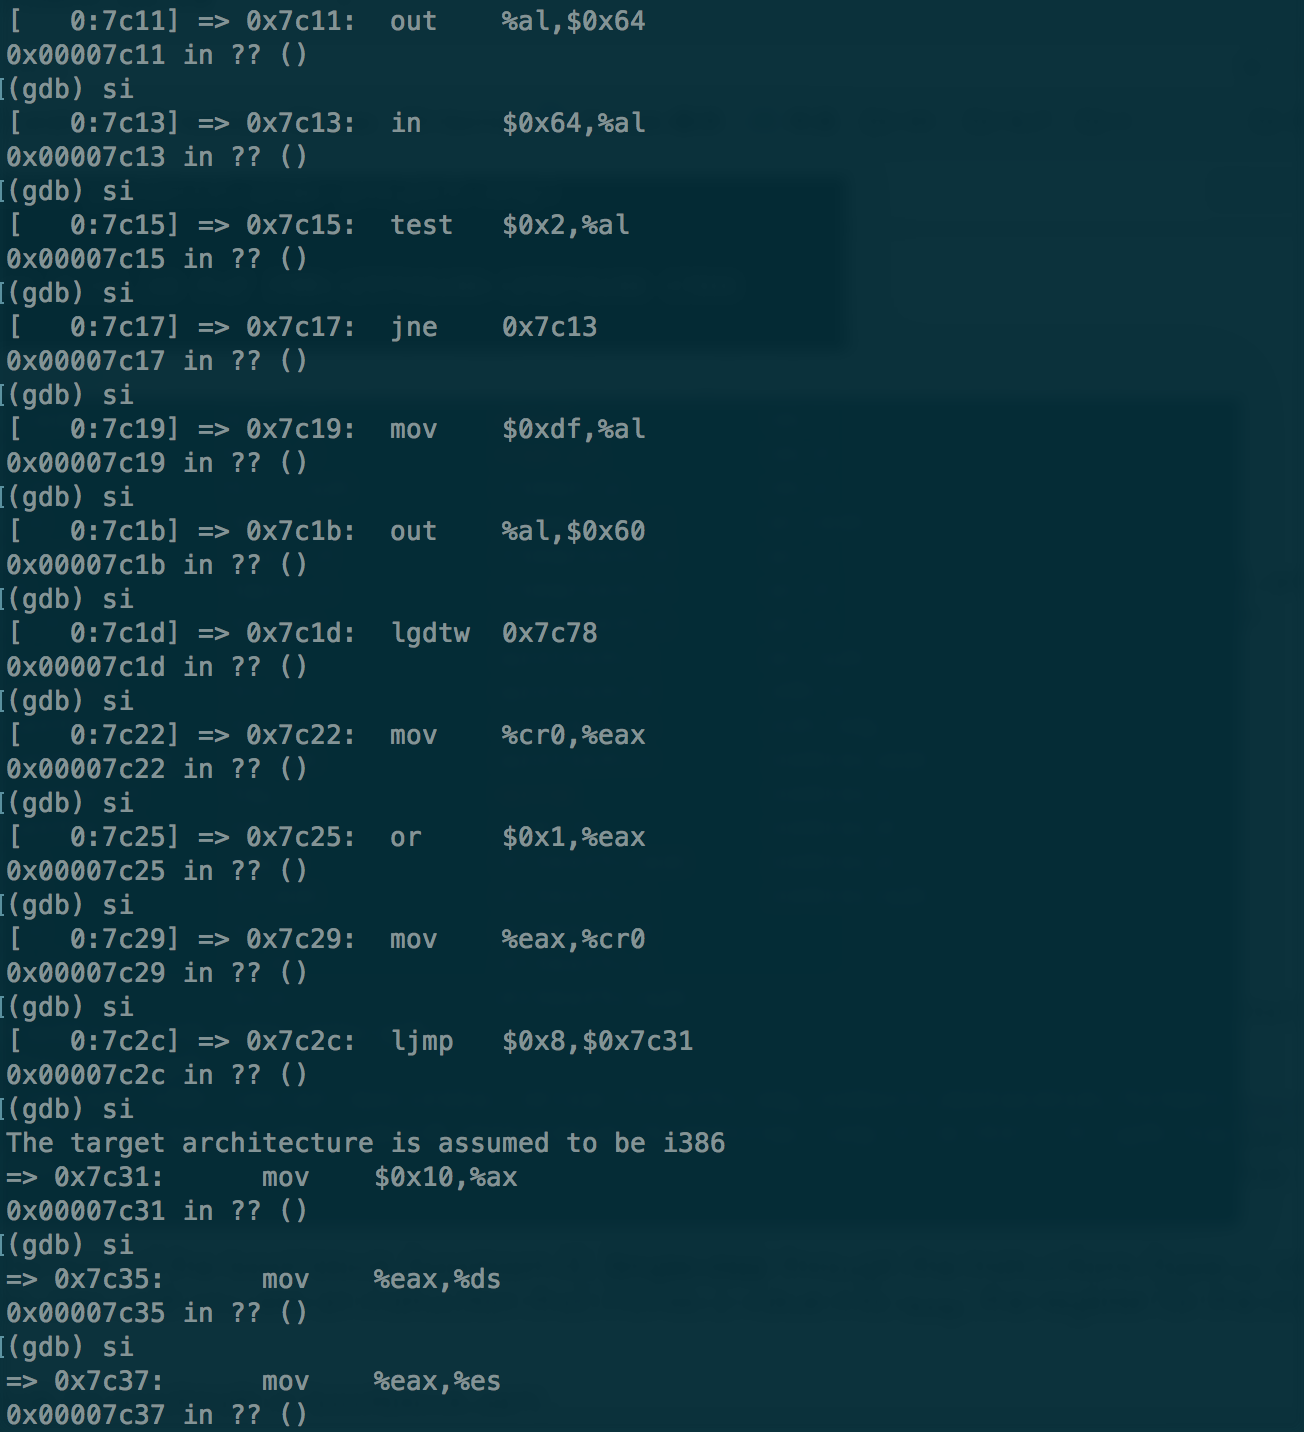 [   0:7c11] => 0x7c11:  out    %al,$0x64
0x00007c11 in ?? ()
(gdb) si
[   0:7c13] => 0x7c13:  in     $0x64,%al
0x00007c13 in ?? ()
(gdb) si
[   0:7c15] => 0x7c15:  test   $0x2,%al
0x00007c15 in ?? ()
(gdb) si
[   0:7c17] => 0x7c17:  jne    0x7c13
0x00007c17 in ?? ()
(gdb) si
[   0:7c19] => 0x7c19:  mov    $0xdf,%al
0x00007c19 in ?? ()
(gdb) si
[   0:7c1b] => 0x7c1b:  out    %al,$0x60
0x00007c1b in ?? ()
(gdb) si
[   0:7c1d] => 0x7c1d:  lgdtw  0x7c78
0x00007c1d in ?? ()
(gdb) si
[   0:7c22] => 0x7c22:  mov    %cr0,%eax
0x00007c22 in ?? ()
(gdb) si
[   0:7c25] => 0x7c25:  or     $0x1,%eax
0x00007c25 in ?? ()
(gdb) si
[   0:7c29] => 0x7c29:  mov    %eax,%cr0
0x00007c29 in ?? ()
(gdb) si
[   0:7c2c] => 0x7c2c:  ljmp   $0x8,$0x7c31
0x00007c2c in ?? ()
(gdb) si
The target architecture is assumed to be i386
=> 0x7c31:      mov    $0x10,%ax
0x00007c31 in ?? ()
(gdb) si
=> 0x7c35:      mov    %eax,%ds
0x00007c35 in ?? ()
(gdb) si
=> 0x7c37:      mov    %eax,%es
0x00007c37 in ?? ()